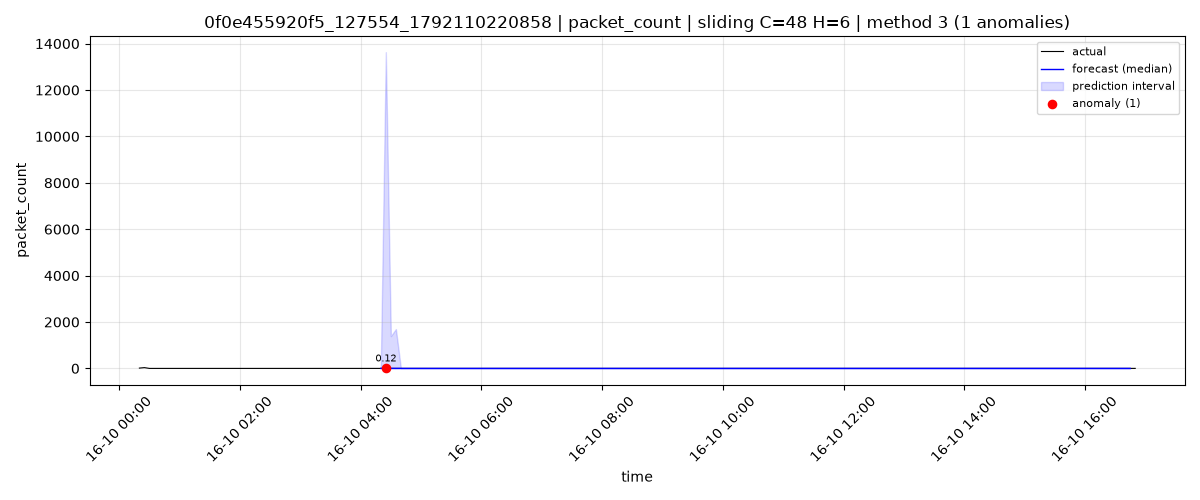 0f0e455920f5_127554_1792110220858 | packet_count | sliding C=48 H=6 | method 3 (1 anomalies)
packet_count
14000
12000
10000
8000
6000
4000
2000
0
actual
forecast (median)
prediction interval
anomaly (1)
0.12
16-10 00:00
16-10 02:00
16-10 04:00
16-10 06:00
16-10 08:00
16-10 10:00
16-10 12:00
16-10 14:00
16-10 16:00
time